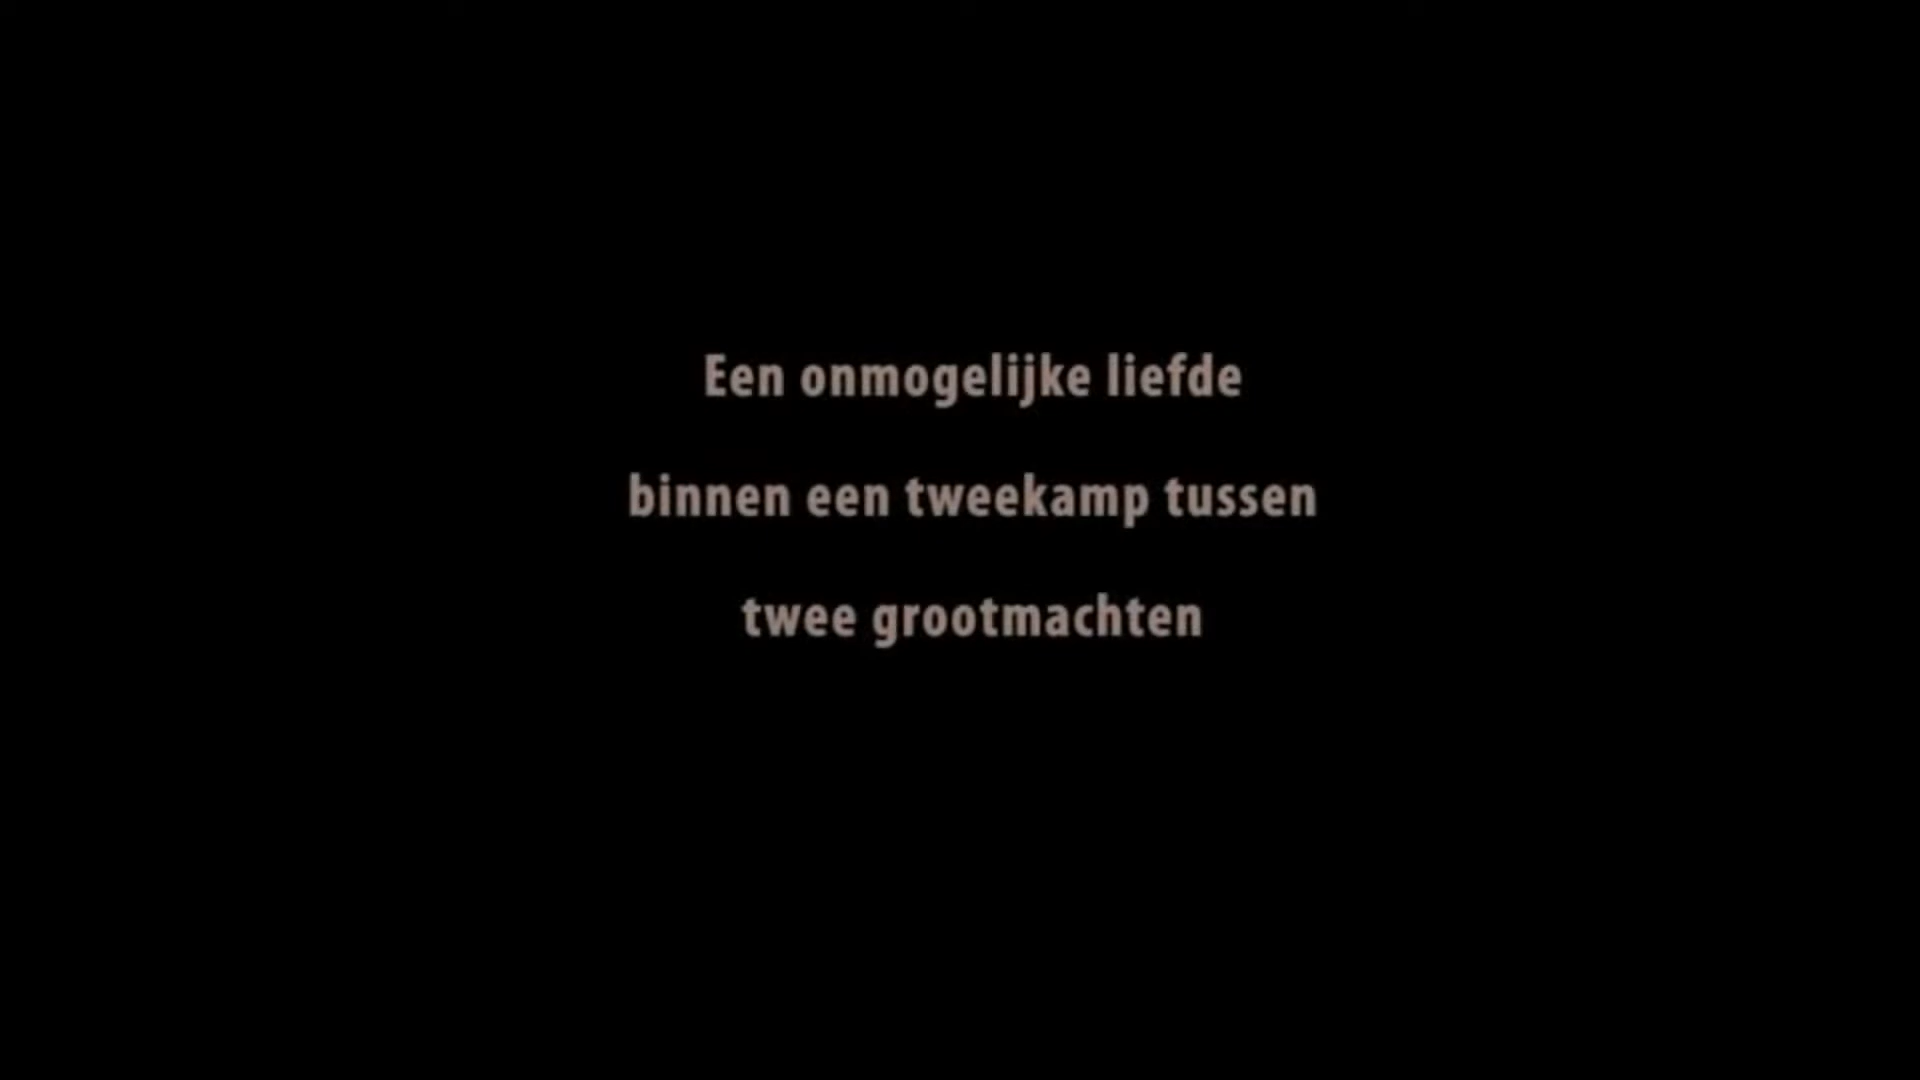 Een onmogelijke liefde
binnen een tweekamp tussen
twee grootmachten